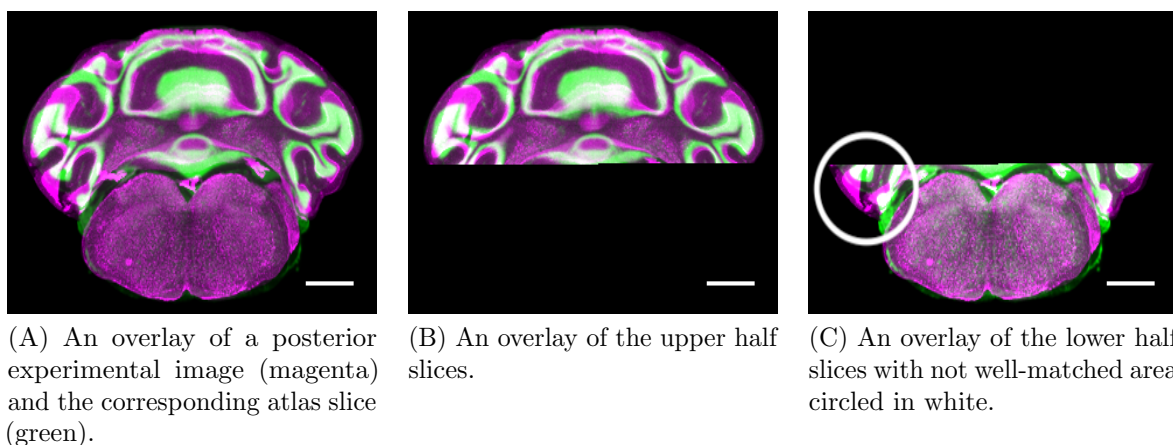 (A) An overlay of a posterior
experimental image (magenta)
and the corresponding atlas slice
(green).
(B) An overlay of the upper half
slices.
(C) An overlay of the lower half
slices with not well-matched area
circled in white.